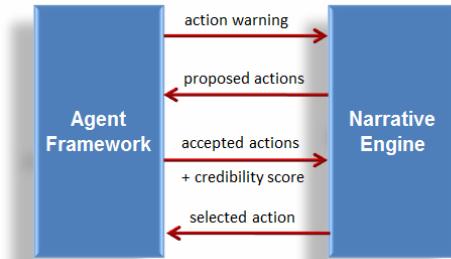 action warning
proposed actions
Agent
Framework
accepted actions
+ credibility score
selected action
Narrative
Engine